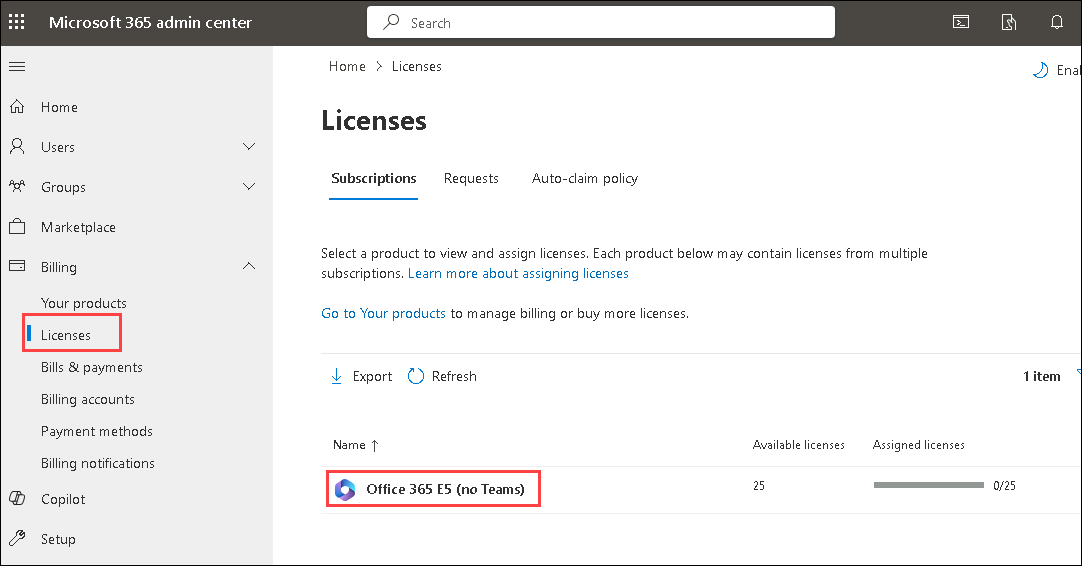 Microsoft 365 admin center
Search
Home
Users
Groups
Marketplace
Billing
Your products
Licenses
Bills & payments
Billing accounts
Payment methods
Billing notifications
Copilot
Setup
Home > Licenses
Enal
Licenses
Subscriptions Requests Auto-claim policy
Select a product to view and assign licenses. Each product below may contain licenses from multiple
subscriptions. Learn more about assigning licenses
Go to Your products to manage billing or buy more licenses.
Export Refresh 1 item
Name ↑ Available licenses Assigned licenses
Office 365 E5 (no Teams) 25 0/25